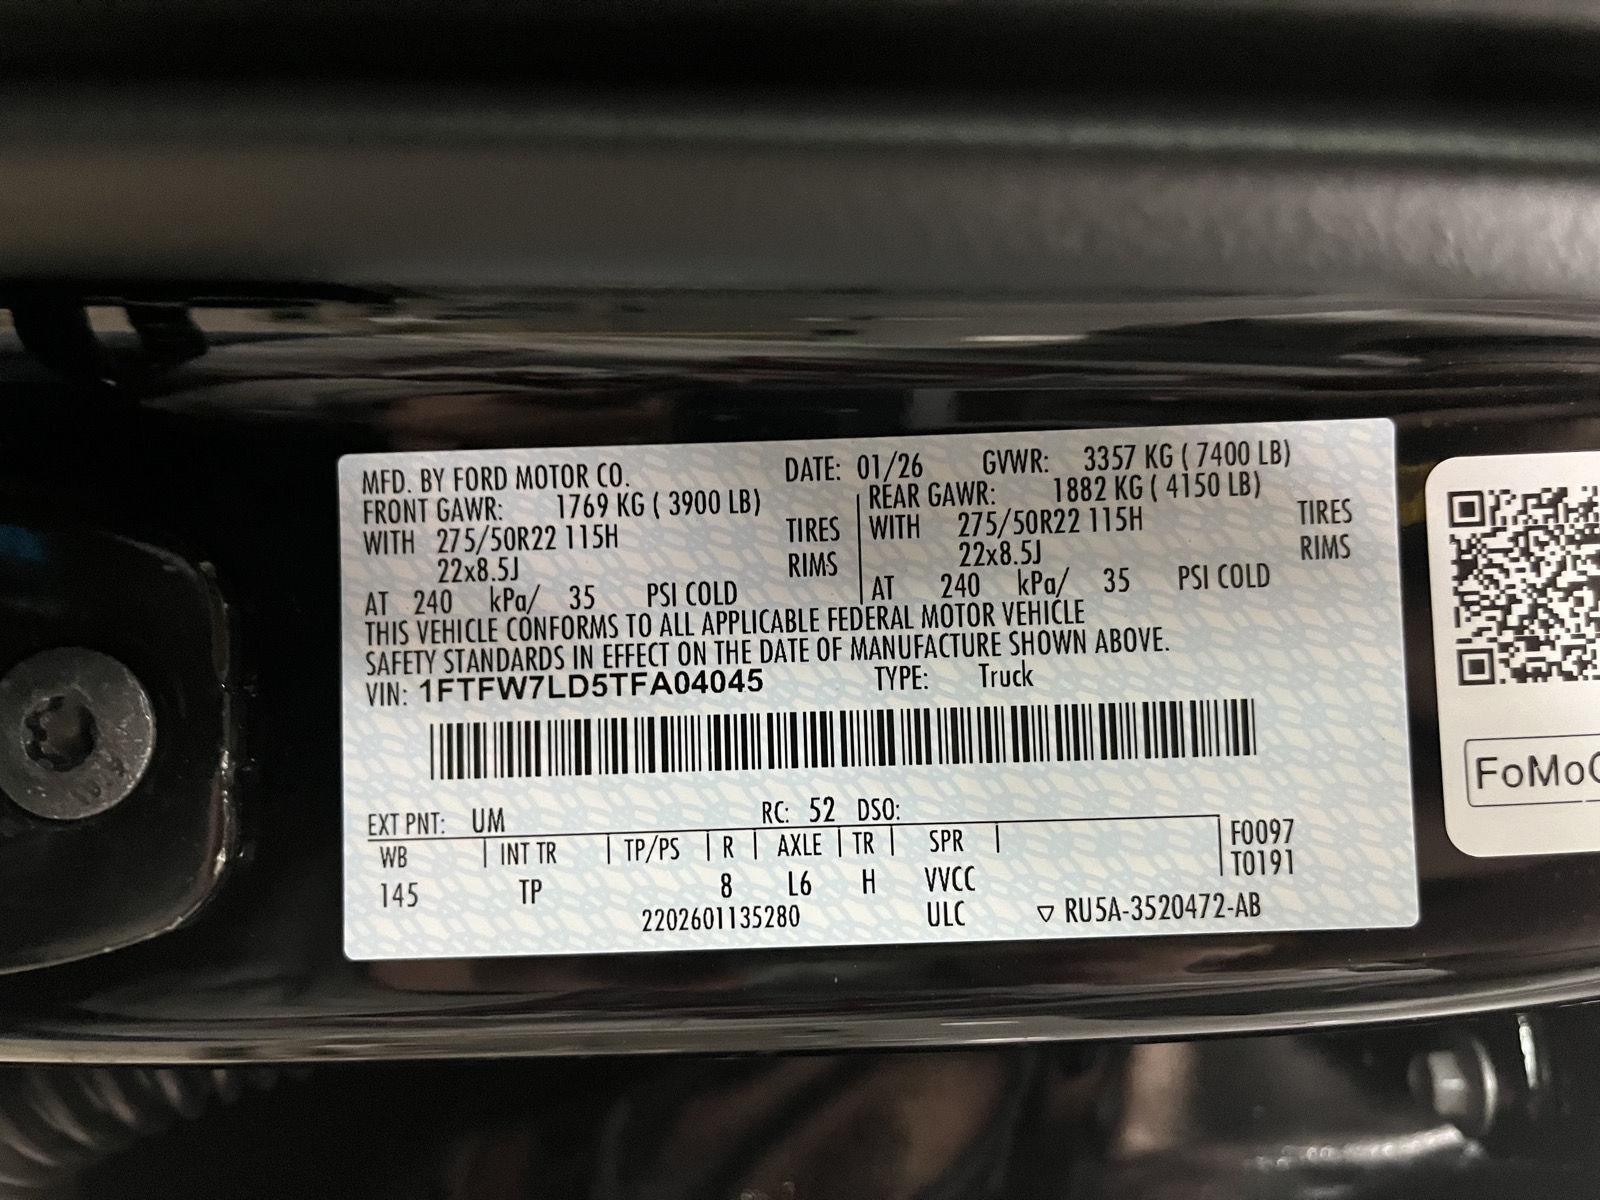 MFD. BY FORD MOTOR CO. DATE: 01/26 GVWR: 3357 KG ( 7400 LB)
FRONT GAWR: 1769 KG ( 3900 LB) REAR GAWR: 1882 KG ( 4150 LB)
WITH 275/50R22 115H TIRES WITH 275/50R22 115H TIRES
22x8.5J RIMS 22x8.5J RIMS
AT 240 kPa/ 35 PSI COLD AT 240 kPa/ 35 PSI COLD
THIS VEHICLE CONFORMS TO ALL APPLICABLE FEDERAL MOTOR VEHICLE
SAFETY STANDARDS IN EFFECT ON THE DATE OF MANUFACTURE SHOWN ABOVE.
VIN: 1FTFW7LD5TFA04045 TYPE: Truck
EXT PNT: UM RC: 52 DSO:
WB INT TR TP/PS R AXLE TR SPR F0097
145 TP 8 L6 H VVCC T0191
2202601135280 ULC ▽ RU5A-3520472-AB